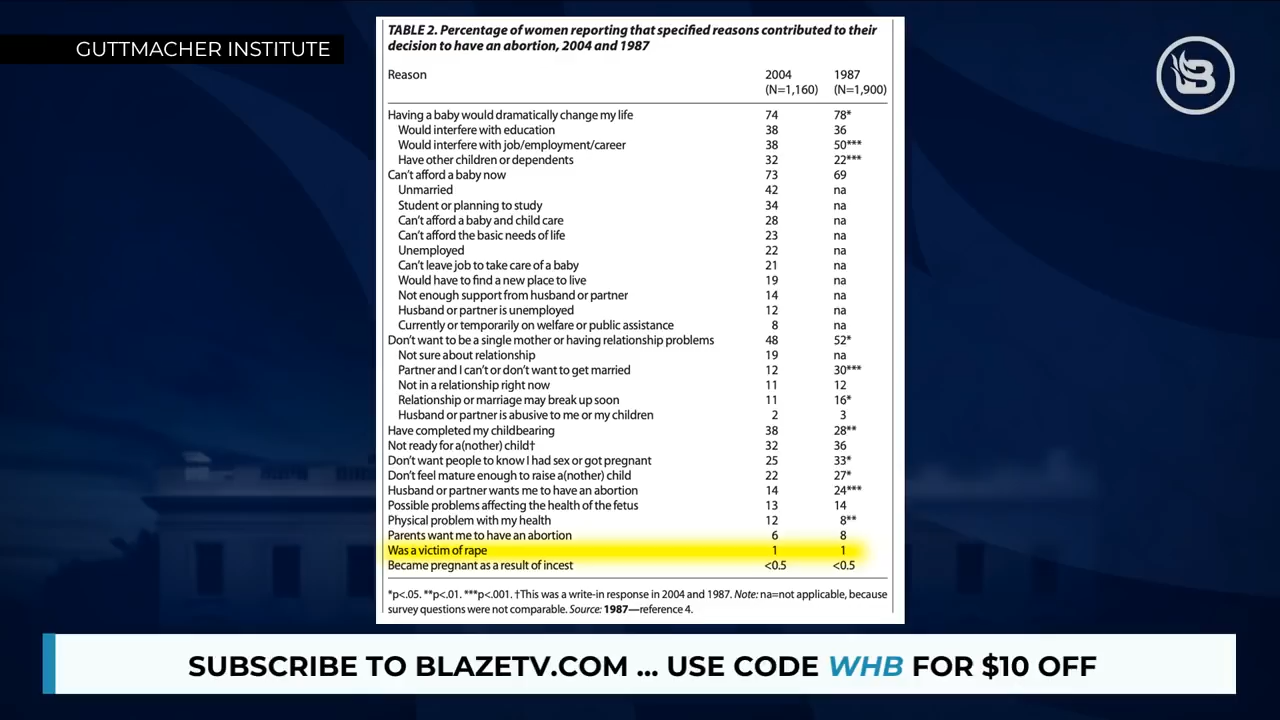 GUTTMACHER INSTITUTE
TABLE 2. Percentage of women reporting that specified reasons contributed to their
decision to have an abortion, 2004 and 1987
Reason 2004 1987
(N=1,160) (N=1,900)
Having a baby would dramatically change my life 74 78*
Would interfere with education 38 36
Would interfere with job/employment/career 38 50***
Have other children or dependents 32 22***
Can't afford a baby now 73 69
Unmarried 42 na
Student or planning to study 34 na
Can't afford a baby and child care 28 na
Can't afford the basic needs of life 23 na
Unemployed 22 na
Can't leave job to take care of a baby 21 na
Would have to find a new place to live 19 na
Not enough support from husband or partner 14 na
Husband or partner is unemployed 12 na
Currently or temporarily on welfare or public assistance 8 na
Don't want to be a single mother or having relationship problems 48 52*
Not sure about relationship 19 na
Partner and I can't or don't want to get married 12 30***
Not in a relationship right now 11 12
Relationship or marriage may break up soon 11 16*
Husband or partner is abusive to me or my children 2 3
Have completed my childbearing 38 28**
Not ready for a(nother) child† 32 36
Don't want people to know I had sex or got pregnant 25 33*
Don't feel mature enough to raise a(nother) child 22 27*
Husband or partner wants me to have an abortion 14 24***
Possible problems affecting the health of the fetus 13 14
Physical problem with my health 12 8**
Parents want me to have an abortion 6 8
Was a victim of rape 1 1
Became pregnant as a result of incest <0.5 <0.5
*p<.05. **p<.01. ***p<.001. †This was a write-in response in 2004 and 1987. Note: na=not applicable, because
survey questions were not comparable. Source: 1987—reference 4.
B
SUBSCRIBE TO BLAZETV.COM ... USE CODE WHB FOR $10 OFF